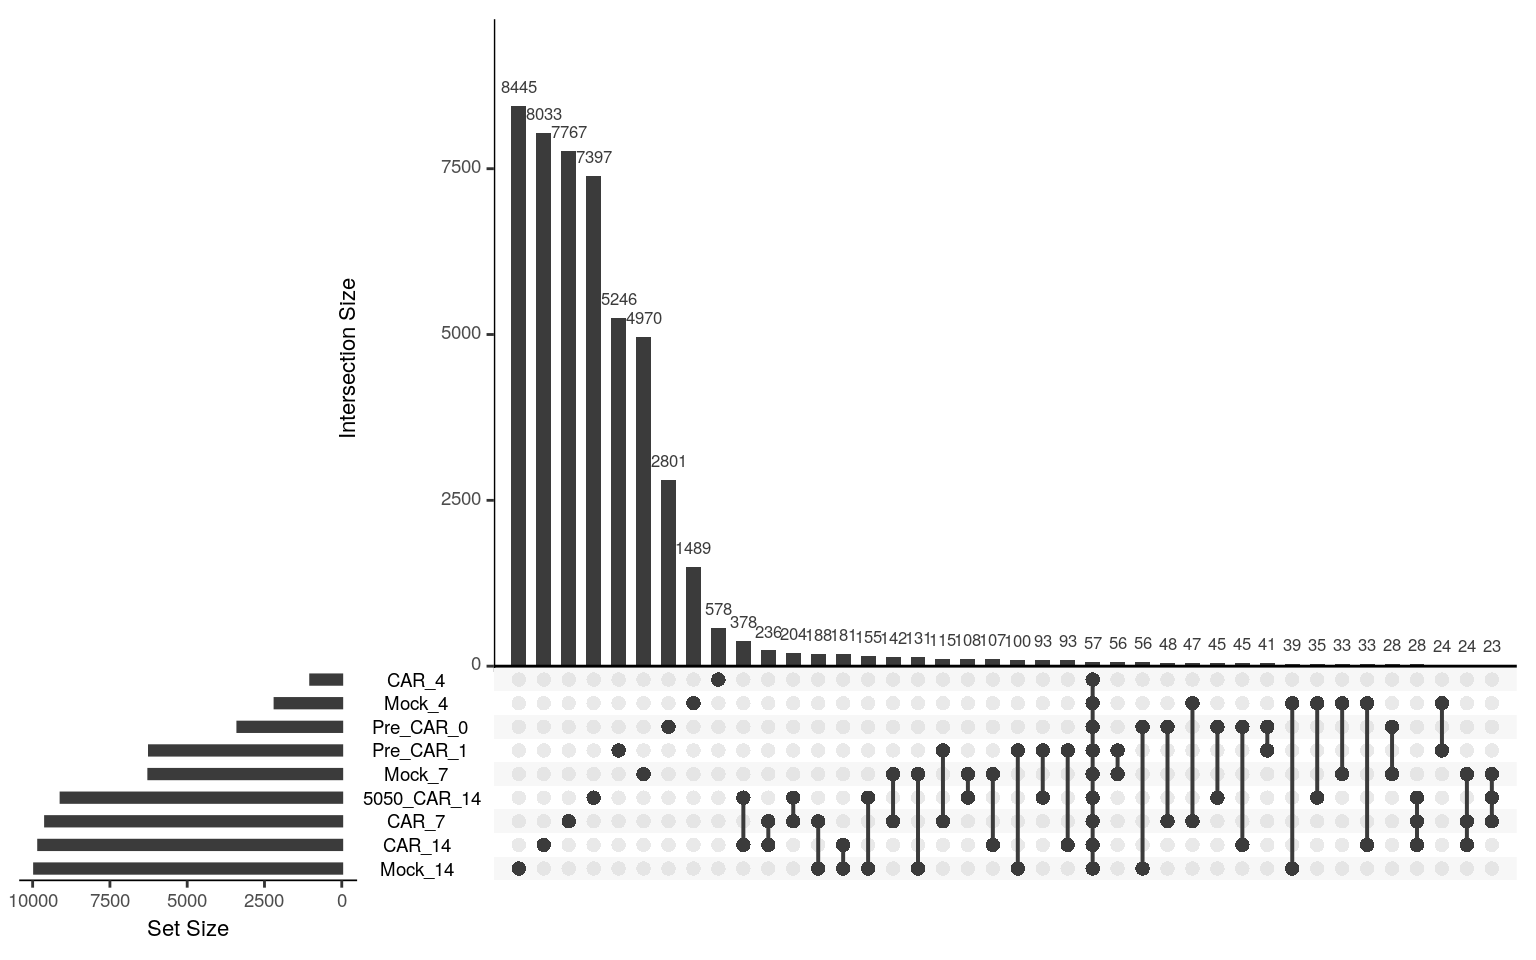 8445
8033
7767
7397
5246
4970
2801
1489
578
378
236 204 188 181 155 142 131 115 108 107 100 93 93 57 56 56 48 47 45 45 41 39 35 33 33 28 28 24 24 23
7500
5000
2500
0
Intersection Size
CAR_4
Mock_4
Pre_CAR_0
Pre_CAR_1
Mock_7
5050_CAR_14
CAR_7
CAR_14
Mock_14
10000 7500 5000 2500 0
Set Size